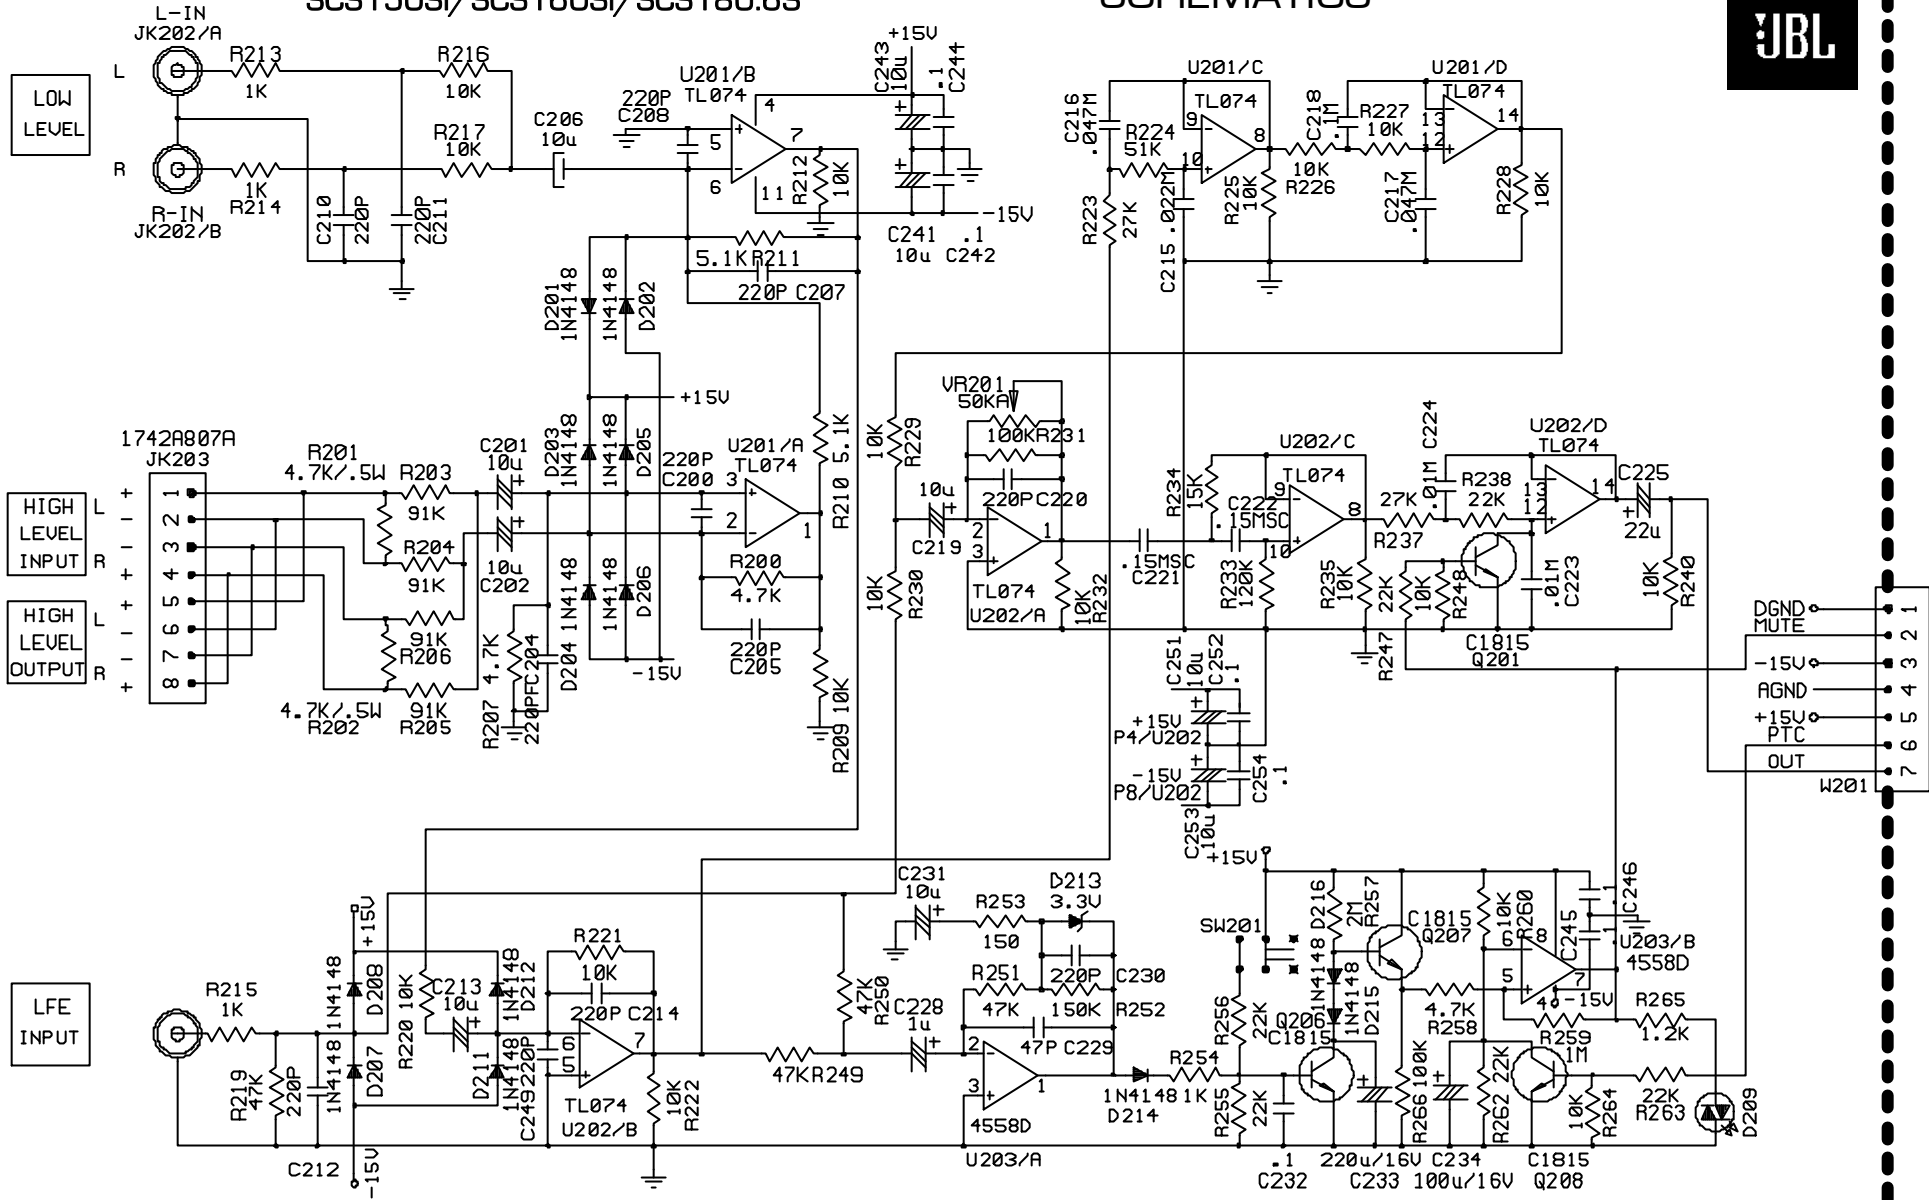 SCS150SI/SCS160SI/SCS180.6S
SCHEMATICS
JBL
L-IN
JK202/A
LOW
LEVEL
L
R
R213
1K
R216
10K
R217
10K
1K
R214
R-IN
JK202/B
C210
220P
220P
C211
C206
10u
220P
C208
U201/B
TL074
4
5
6
7
11
R212
10K
C243
10u
+15V
.1
C244
-15V
C241
10u
.1
C242
5.1K
R211
220P
C207
D201
1N4148
1N4148
D202
C216
.047M
R224
51K
U201/C
TL074
9
10
8
C215
.022M
R223
27K
R225
10K
C218
.1M
R227
10K
10K
R226
U201/D
TL074
13
12
14
C217
.047M
R228
10K
1742A807A
JK203
HIGH
LEVEL
INPUT
L
R
+
-
-
+
HIGH
LEVEL
OUTPUT
L
R
+
-
-
+
1
2
3
4
5
6
7
8
R201
4.7K/.5W
R203
91K
R204
91K
91K
R206
4.7K/.5W
R202
91K
R205
C201
10u
10u
C202
D203
1N4148
1N4148
D205
+15V
220P
C200
U201/A
TL074
3
2
1
R210
5.1K
R200
4.7K
220P
C205
R207
4.7K
220PF
C204
D204
1N4148
1N4148
D206
-15V
R209
10K
10K
R229
10K
R230
VR201
50KA
100K
R231
220P
C220
10u
C219
2
3
1
TL074
U202/A
10K
R232
.15MSC
C221
R234
15K
C222
.15MSC
U202/C
TL074
9
10
8
R233
120K
R235
10K
27K
R237
.01M
C224
R238
22K
U202/D
TL074
13
12
14
C225
22u
22K
R247
10K
R248
C1815
Q201
.01M
C223
10K
R240
C251
10u
C252
.1
+15V
P4/U202
-15V
P8/U202
C253
10u
C254
.1
DGND
MUTE
-15V
AGND
+15V
PTC
OUT
W201
1
2
3
4
5
6
7
LFE
INPUT
R215
1K
R219
47K
220P
C212
+15V
1N4148
D208
1N4148
D207
-15V
R220
10K
C213
10u
1N4148
D212
D211
1N4148
C249
220P
R221
10K
220P
C214
6
5
7
TL074
U202/B
10K
R222
47K
R249
47K
R250
C231
10u
R253
150
D213
3.3V
R251
47K
220P
C230
150K
R252
C228
1u
47P
C229
2
3
1
4558D
U203/A
1N4148
D214
R254
1K
+15V
SW201
R256
22K
R255
22K
.1
C232
D216
1N4148
2M
R257
1N4148
D215
Q206
C1815
C1815
Q207
220u/16V
C233
R266
100K
4.7K
R258
10K
R260
C234
100u/16V
R262
22K
6
5
8
7
4
-15V
C245
.1
.1
C246
U203/B
4558D
R259
1M
R265
1.2K
22K
R263
10K
R264
C1815
Q208
D209